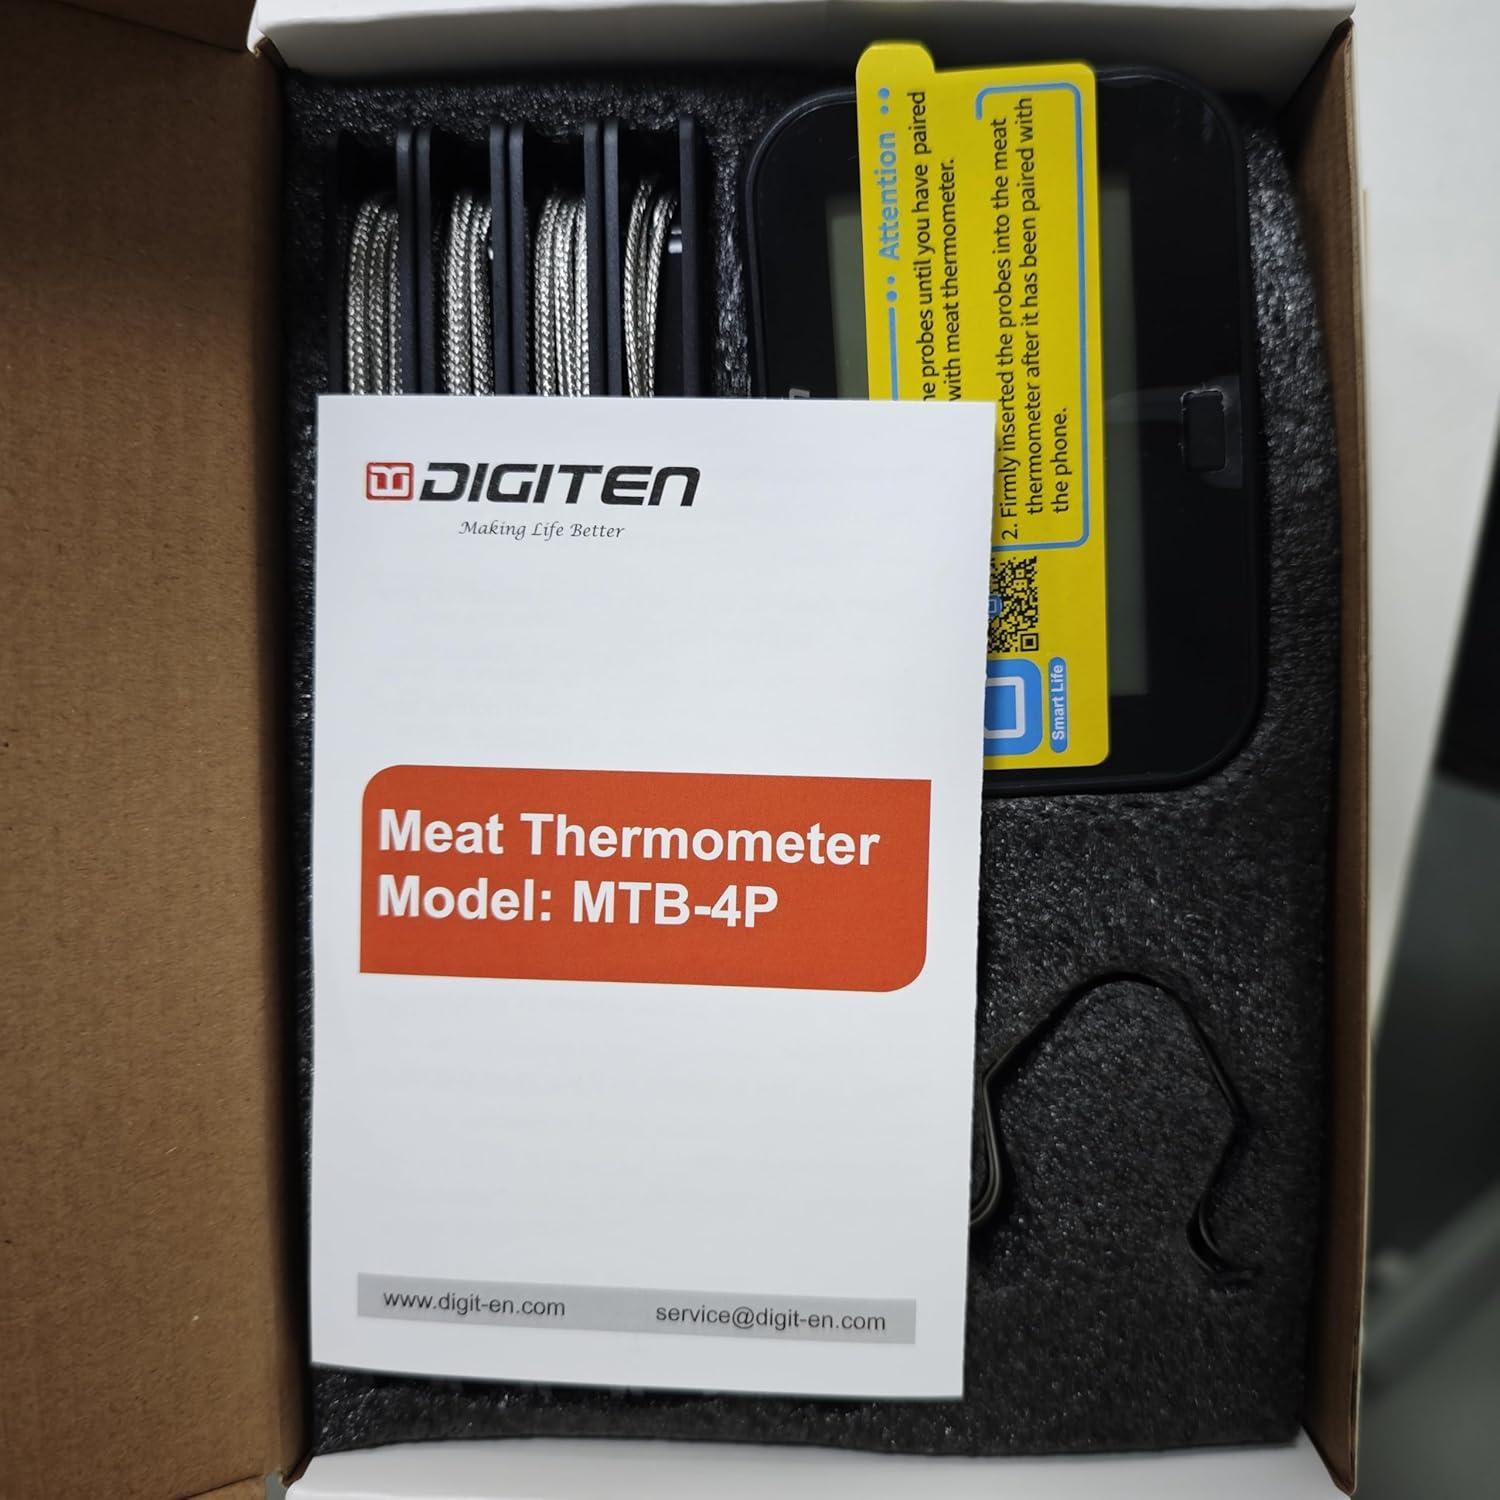 DIGITEN
Making Life Better
Meat Thermometer
Model: MTB-4P
www.digit-en.com
service@digit-en.com
Attention
probes until you have paired
with meat thermometer.
2. Firmly inserted the probes into the meat
thermometer after it has been paired with
the phone.
Smart Life